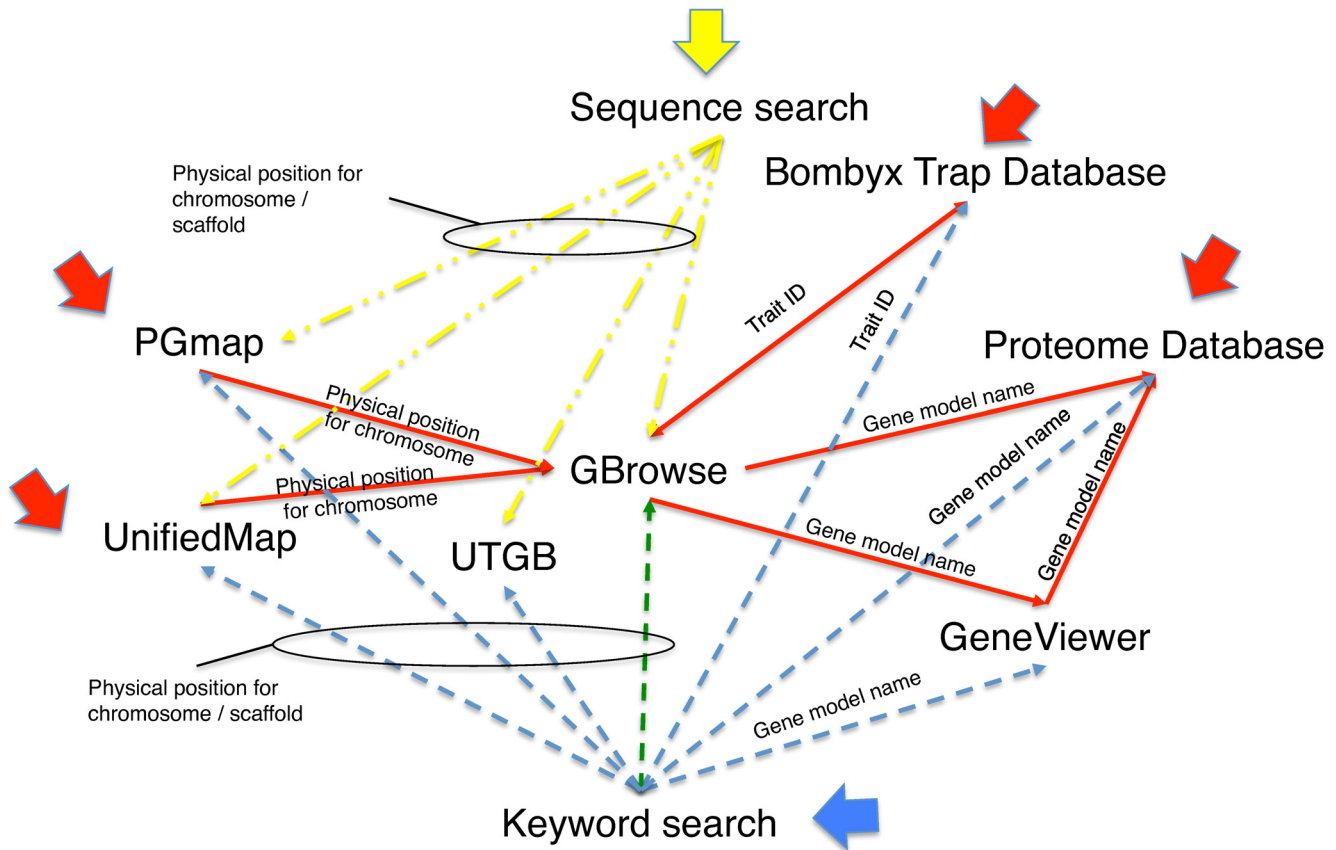 Sequence search
Bombyx Trap Database
Physical position for
chromosome /
scaffold
Trait ID
Trait ID
PGmap
Proteome Database
Physical position
for chromosome
Gene model name
Gene model name
Gene model name
GBrowse
Physical position
for chromosome
UnifiedMap
UTGB
Gene model name
GeneViewer
Physical position for
chromosome / scaffold
Gene model name
Keyword search